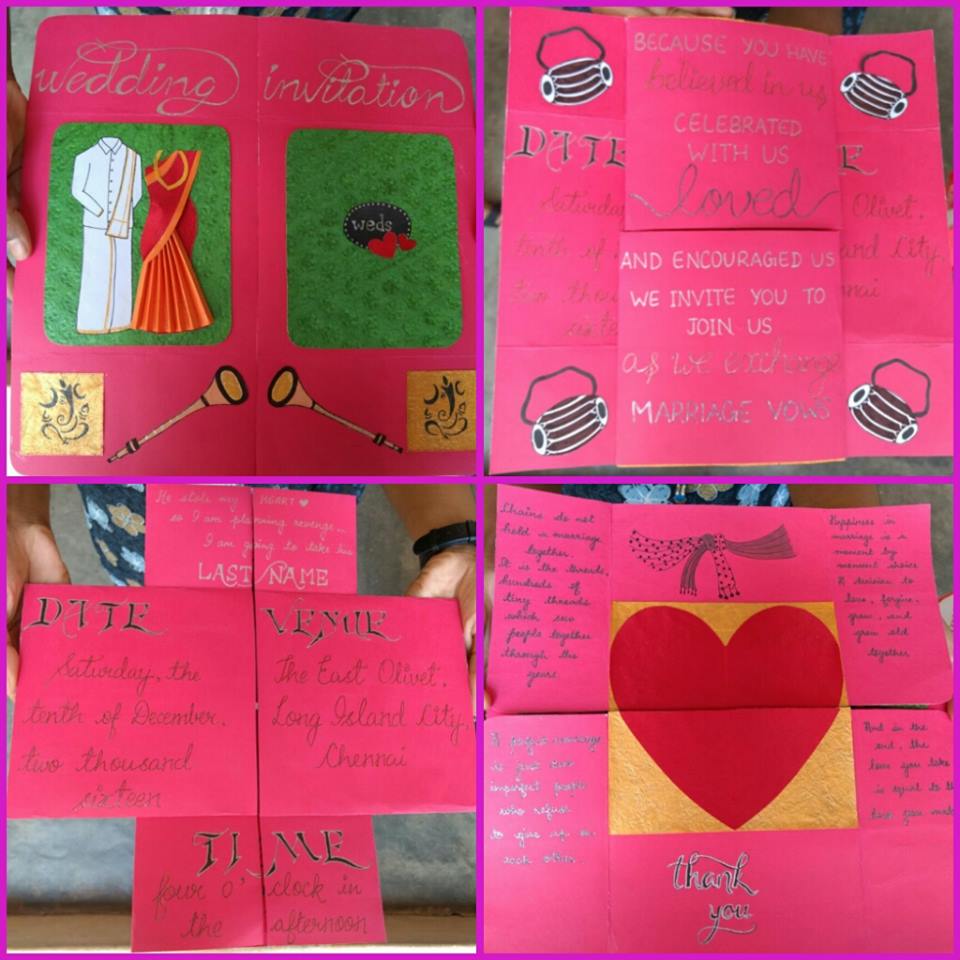 wedding invitation
weds
BECAUSE YOU HAVE
believed in us
CELEBRATED
WITH US
loved
AND ENCOURAGED US
WE INVITE YOU TO
JOIN US
as we exchange
MARRIAGE VOWS
DATE
Saturday
tenth of
two thou
sixte
E
Olivet,
and City,
nnai
He stole my HEART
so I am planning revenge...
I am going to take his
LAST NAME
DATE
Saturday, the
tenth of December,
two thousand
sixteen
VENUE
The East Olivet,
Long Island City,
Chennai
TIME
four o' clock in
the afternoon
Chains do not
hold a marriage
together.
It is the threads,
hundreds of
tiny threads
which sew
people together
through the
years
Happiness in
marriage is a
moment by
moment choice
A decision to
love, forgive,
grow, and
grow old
together
A perfect marriage
is just two
imperfect people
who refuse
to give up on
each other.
And in the
end, the
love you take
is equal to th
love you mak
thank
you